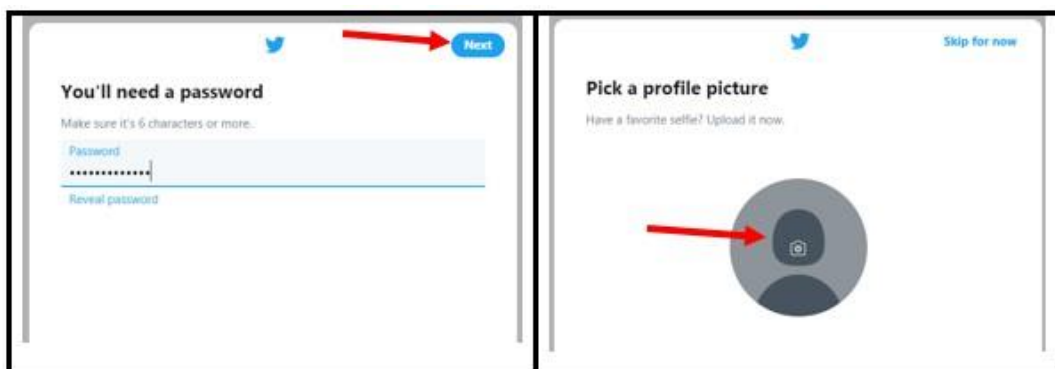 Next
You'll need a password
Make sure it's 6 characters or more.
Password
•••••••••••••
Reveal password
Skip for now
Pick a profile picture
Have a favorite selfie? Upload it now.